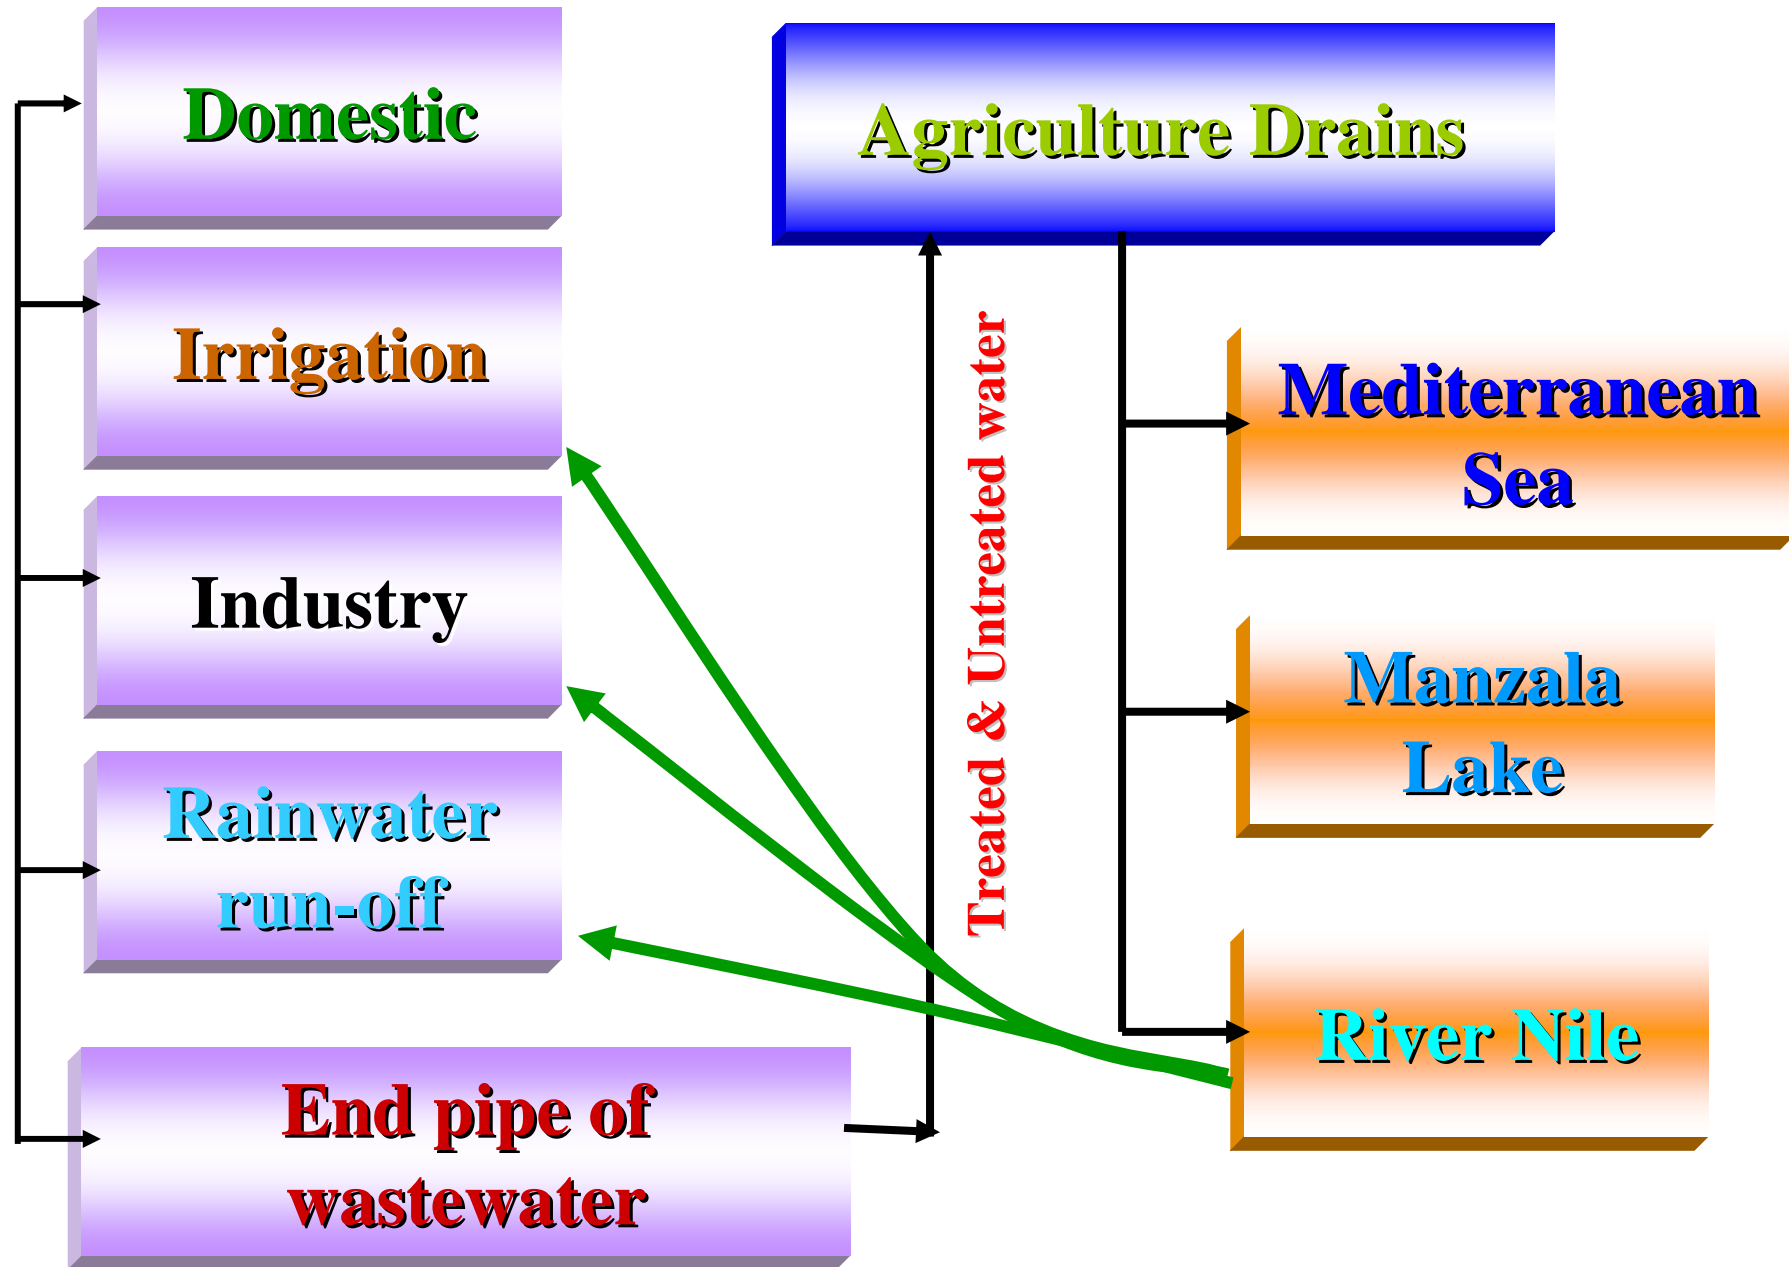 Domestic
Irrigation
Industry
Rainwater
run-off
End pipe of
wastewater
Agriculture Drains
Treated & Untreated water
Mediterranean
Sea
Manzala
Lake
River Nile